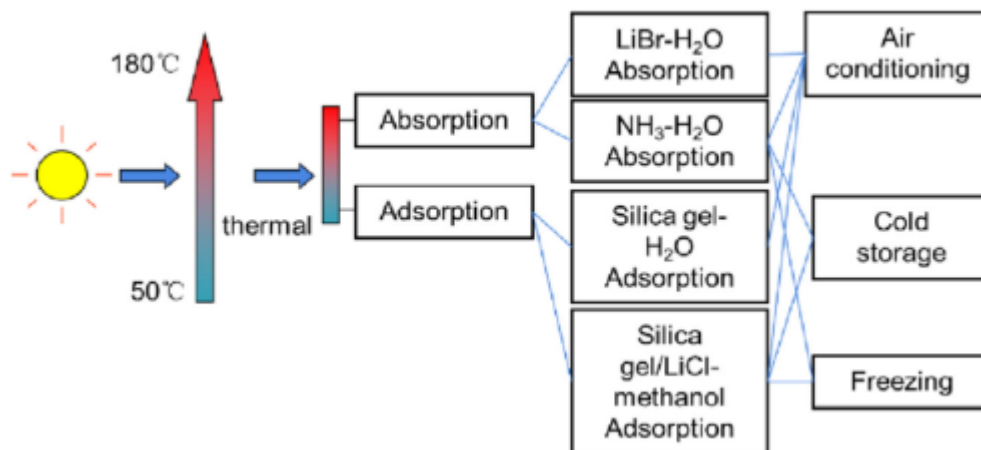 180℃
50℃
thermal
Absorption
Adsorption
LiBr-H₂O
Absorption
NH₃-H₂O
Absorption
Silica gel-
H₂O
Adsorption
Silica
gel/LiCl-
methanol
Adsorption
Air
conditioning
Cold
storage
Freezing